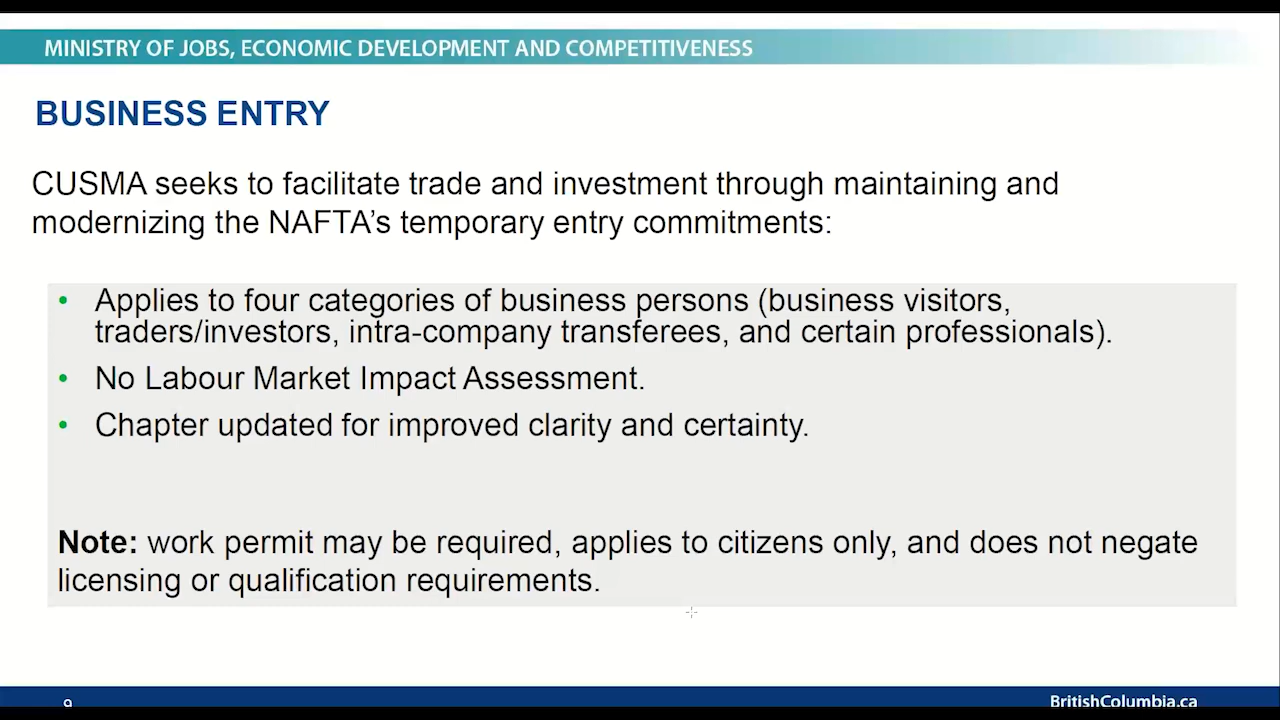 MINISTRY OF JOBS, ECONOMIC DEVELOPMENT AND COMPETITIVENESS
BUSINESS ENTRY
CUSMA seeks to facilitate trade and investment through maintaining and
modernizing the NAFTA's temporary entry commitments:
• Applies to four categories of business persons (business visitors,
traders/investors, intra-company transferees, and certain professionals).
• No Labour Market Impact Assessment.
• Chapter updated for improved clarity and certainty.
Note: work permit may be required, applies to citizens only, and does not negate
licensing or qualification requirements.
9
BritishColumbia.ca